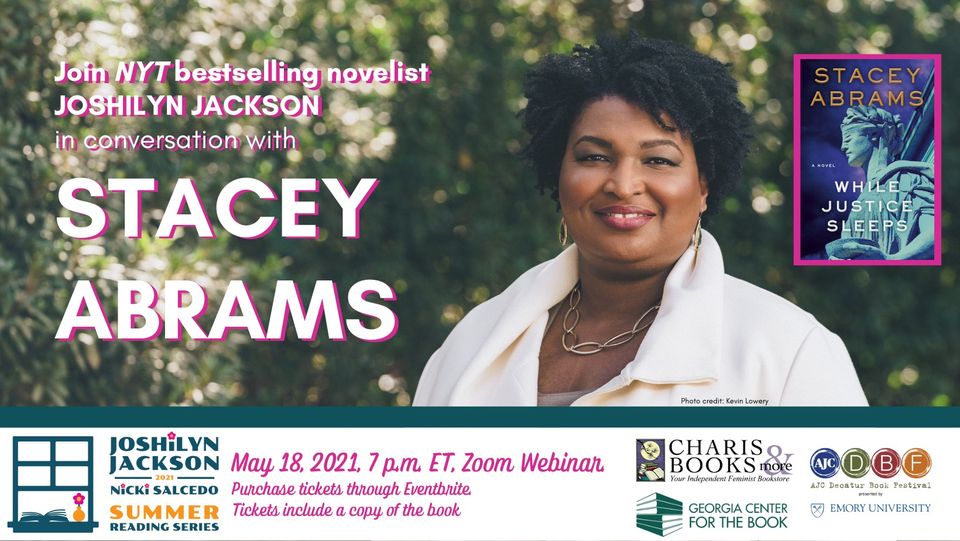 Join NYT bestselling novelist
JOSHILYN JACKSON
in conversation with
STACEY
ABRAMS
STACEY
ABRAMS
A NOVEL
WHILE
JUSTICE
SLEEPS
Photo credit: Kevin Lowery
JOSHiLYN
JACKSON
2021
NiCKi SALCEDO
SUMMER
READING SERIES
May 18, 2021, 7 p.m. ET, Zoom Webinar.
Purchase tickets through Eventbrite.
Tickets include a copy of the book
CHARIS
BOOKS & more
Your Independent Feminist Bookstore
GEORGIA CENTER
FOR THE BOOK
AJC D B F
AJC Decatur Book Festival
presented by
EMORY UNIVERSITY